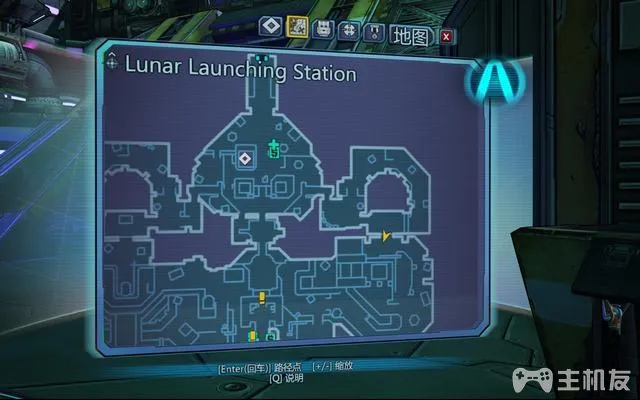 地图
Lunar Launching Station
[Enter(回车)] 路径点 [+/-] 缩放
[Q] 说明
主机友